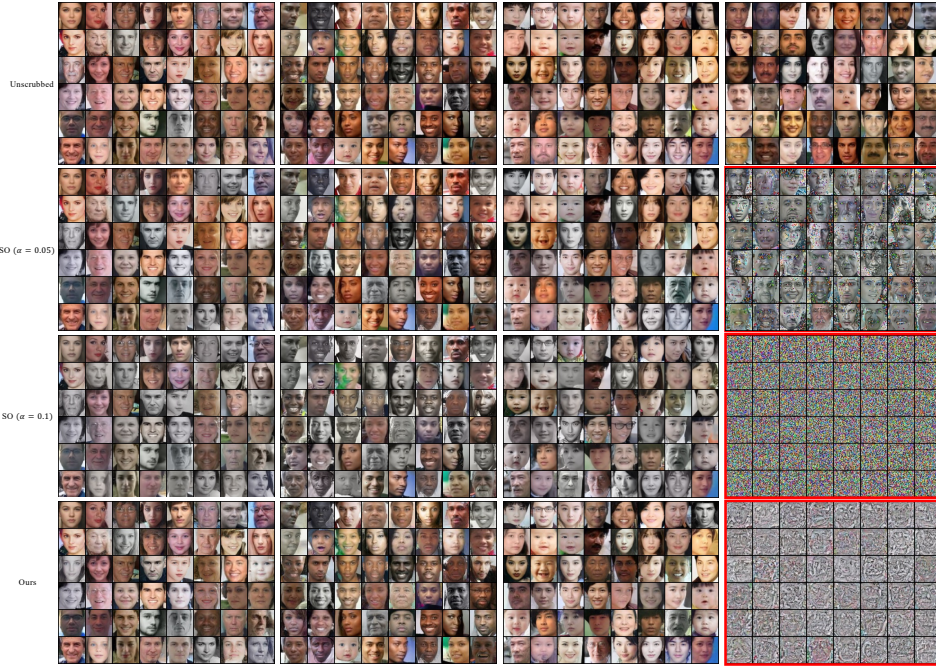 Unscrubbed
SO (α = 0.05)
SO (α = 0.1)
Ours